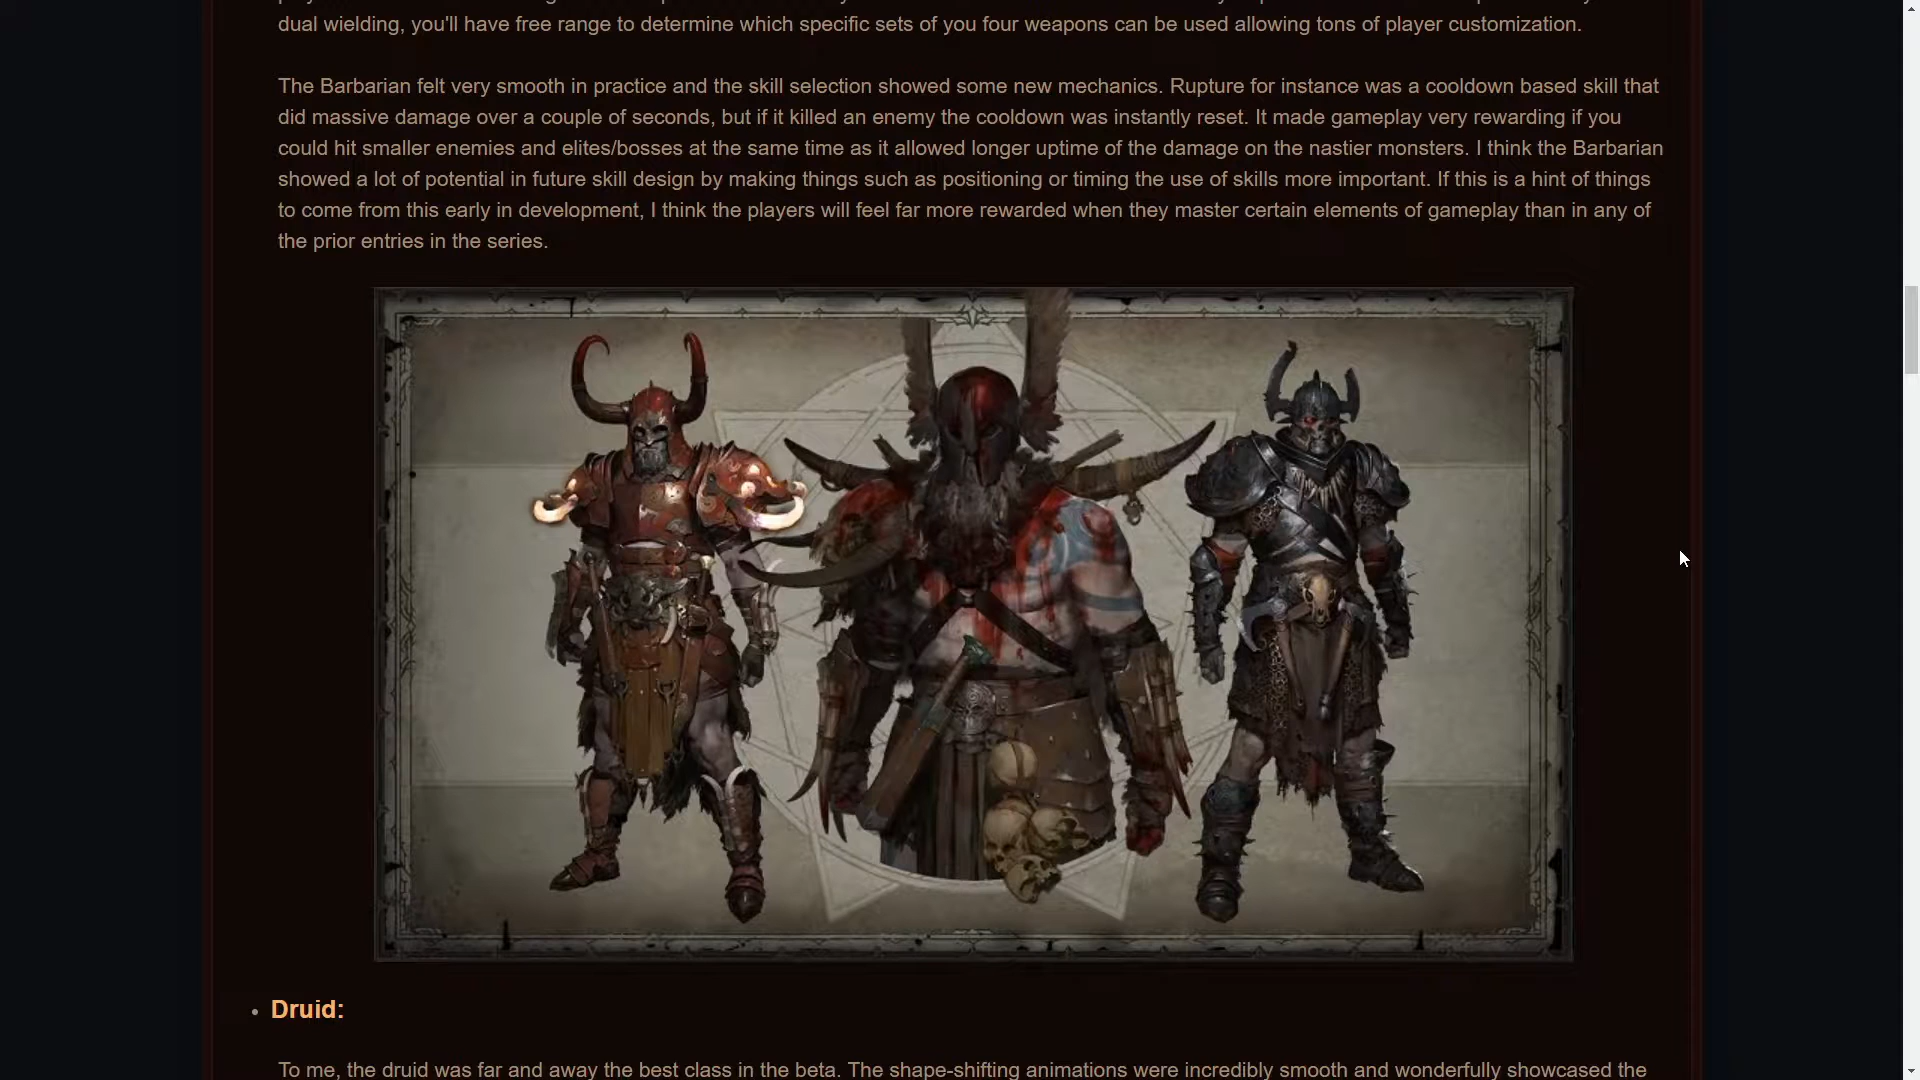 dual wielding, you'll have free range to determine which specific sets of you four weapons can be used allowing tons of player customization.
The Barbarian felt very smooth in practice and the skill selection showed some new mechanics. Rupture for instance was a cooldown based skill that
did massive damage over a couple of seconds, but if it killed an enemy the cooldown was instantly reset. It made gameplay very rewarding if you
could hit smaller enemies and elites/bosses at the same time as it allowed longer uptime of the damage on the nastier monsters. I think the Barbarian
showed a lot of potential in future skill design by making things such as positioning or timing the use of skills more important. If this is a hint of things
to come from this early in development, I think the players will feel far more rewarded when they master certain elements of gameplay than in any of
the prior entries in the series.
• Druid:
To me, the druid was far and away the best class in the beta. The shape-shifting animations were incredibly smooth and wonderfully showcased the